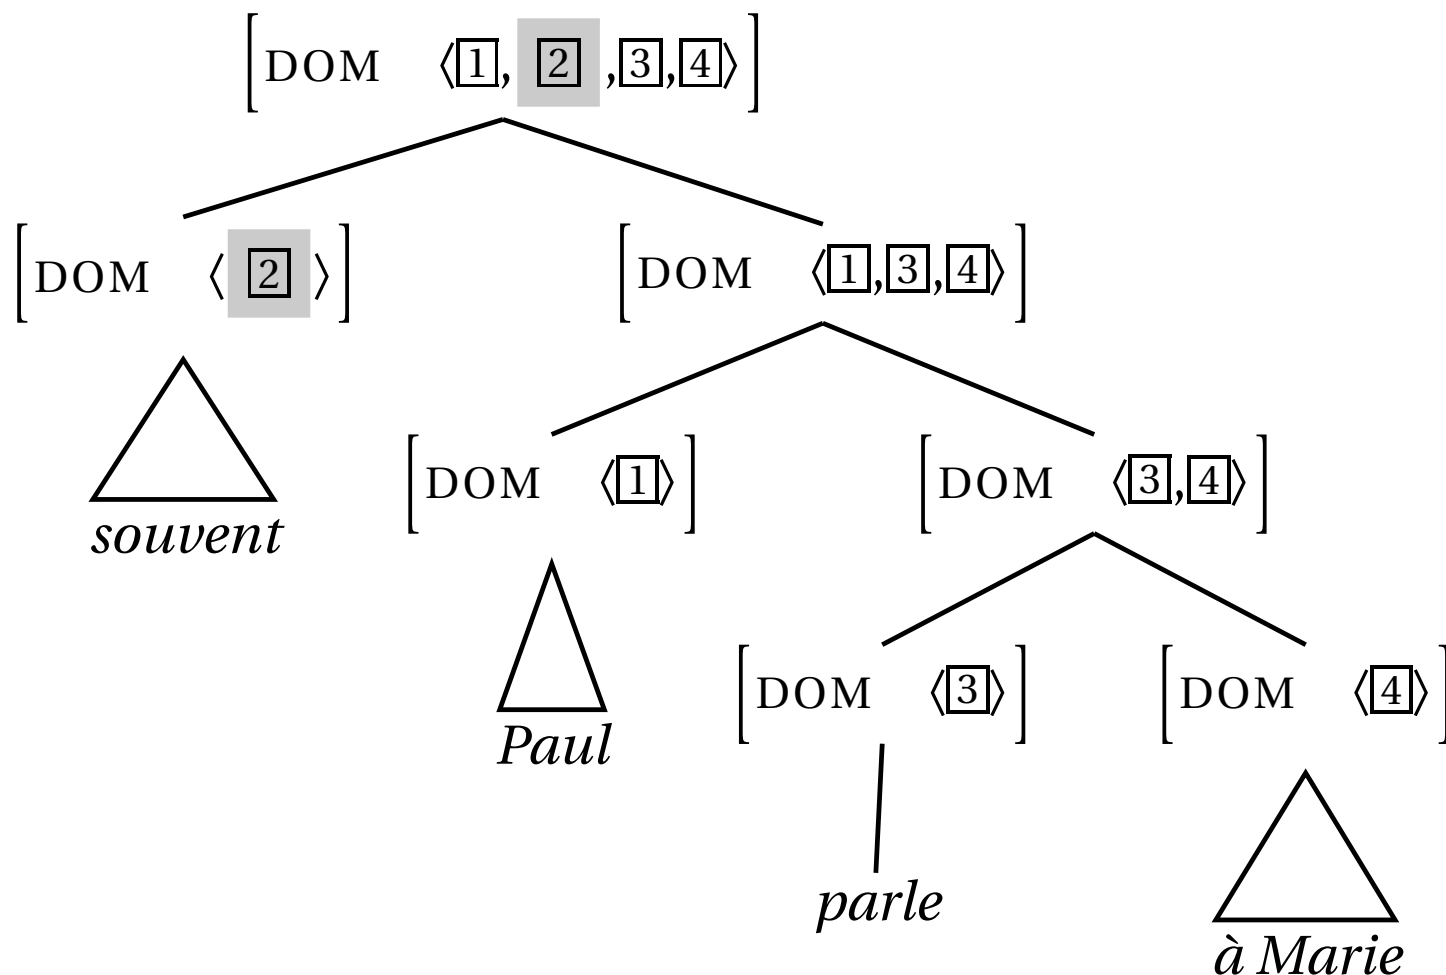 [DOM ⟨1, 2 ,3,4⟩]
[DOM ⟨ 2 ⟩] [DOM ⟨1,3,4⟩]
souvent [DOM ⟨1⟩] [DOM ⟨3,4⟩]
Paul [DOM ⟨3⟩] [DOM ⟨4⟩]
parle à Marie